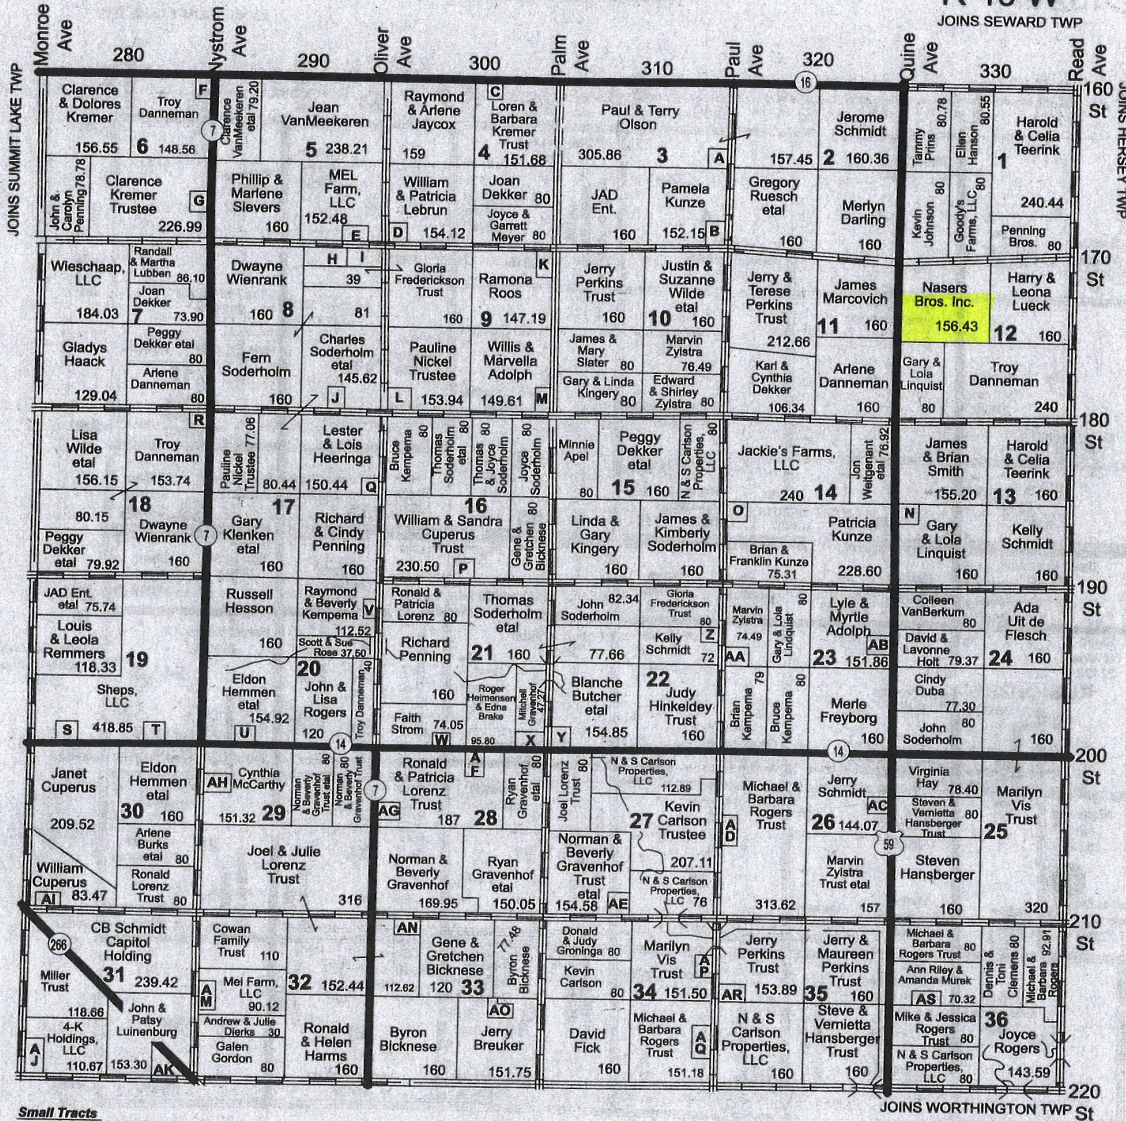 R 40 W
JOINS SEWARD TWP
Monroe Ave
280
Nystrom Ave
290
Oliver Ave
300
Palm Ave
310
Paul Ave
320
Quine Ave
330
Read Ave
JOINS SUMMIT LAKE TWP
JOINS HERSEY TWP
16
160 St
Clarence
& Dolores
Kremer
156.55
Troy
Danneman
6 148.56
F
7
Clarence
VanMeekeren
etal 79.20
Jean
VanMeekeren
5 238.21
Raymond
& Arlene
Jaycox
159
C
Loren &
Barbara
Kremer
Trust
4 151.68
Paul & Terry
Olson
305.86 3
A
157.45 2
Jerome
Schmidt
160.36
Tammy
Prins 80.78
Ellen
Hanson 80.55
Harold
& Celia
Teerink
1
240.44
John &
Carolyn
Penning 78.78
Clarence
Kremer
Trustee
226.99
G
Phillip &
Marlene
Sievers
160
MEL
Farm,
LLC
152.48
E
William
& Patricia
Lebrun
D 154.12
Joan
Dekker 80
Joyce &
Garrett
Meyer 80
JAD
Ent.
160
Pamela
Kunze
152.15 B
Gregory
Ruesch
etal
160
Merlyn
Darling
160
Kevin
Johnson 80
Goody's
Farms, LLC 80
Penning
Bros. 80
170 St
Wieschaap,
LLC
184.03
Randall
& Martha
Lubben 86.10
Joan
Dekker
7 73.90
Dwayne
Wienrank
160 8
H I
39
81
Gloria
Frederickson
Trust
160
K
Ramona
Roos
9 147.19
Jerry
Perkins
Trust
160
Justin &
Suzanne
Wilde
etal
10 160
Jerry &
Terese
Perkins
Trust
212.66
James
Marcovich
11 160
Nasers
Bros. Inc.
156.43
Harry &
Leona
Lueck
12 160
Gladys
Haack
129.04
Peggy
Dekker etal
80
Arlene
Danneman
80
Fern
Soderholm
160
Charles
Soderholm
etal
145.62
J
Pauline
Nickel
Trustee
L 153.94
Willis &
Marvella
Adolph
149.61 M
James &
Mary
Slater 80
Gary & Linda
Kingery 80
Marvin
Zylstra
76.49
Edward
& Shirley
Zylstra 80
Karl &
Cynthia
Dekker
106.34
Arlene
Danneman
160
Gary &
Lola
Linquist
80
Troy
Danneman
240
180 St
Lisa
Wilde
etal
156.15
R
Troy
Danneman
153.74
Pauline
Nickel
Trustee 77.06
80.44
Lester
& Lois
Heeringa
150.44 Q
Bruce
Kempema 80
Thomas
Soderholm
etal 80
Thomas
& Joyce
Soderholm 80
Joyce
Soderholm 80
Minnie
Apel
80
Peggy
Dekker
etal
15 160
N & S Carlson
Properties,
LLC 80
Jackie's Farms,
LLC
240 14
Jon
Weitgenant
etal 76.92
James
& Brian
Smith
155.20
Harold
& Celia
Teerink
13 160
80.15
18
Peggy
Dekker
etal 79.92
Dwayne
Wienrank
160
7
17
Gary
Klenken
etal
160
Richard
& Cindy
Penning
160
16
William & Sandra
Cuperus
Trust
230.50 P
Gene &
Gretchen
Bicknese 80
Linda &
Gary
Kingery
160
James &
Kimberly
Soderholm
160
O
Brian &
Franklin Kunze
75.31
Patricia
Kunze
228.60
N
Gary
& Lola
Linquist
160
Kelly
Schmidt
160
190 St
JAD Ent.
etal 75.74
Louis
& Leola
Remmers
118.33 19
Sheps,
LLC
S 418.85 T
Russell
Hesson
160
Raymond
& Beverly
Kempema V
112.52
Scott & Sue
Rose 37.50
Ronald &
Patricia
Lorenz 80
Richard
Penning
160
Thomas
Soderholm
etal
21 160
John 82.34
Soderholm
77.66
Gloria
Frederickson
Trust
80
Kelly Z
Schmidt 72
Marvin
Zylstra
74.49
AA
Gary & Lola
Lindquist 80
Lyle &
Myrtle
Adolph AB
23 151.86
Colleen
VanBerkum
80
David &
Lavonne
Holt 79.37
Ada
Uit de
Flesch
24 160
Eldon
Hemmen
etal
154.92
U
20
John &
Lisa
Rogers
120
14
Troy Danneman 40
Faith 74.05
Strom W
Roger
Heimensen
& Edna
Brake
95.80
Mitchell
Gravenhof
47.27
X
Blanche
Butcher
etal
Y 154.85
22
Judy
Hinkeldey
Trust
160
Brian
Kempema 79
Bruce
Kempema 80
Merle
Freyborg
14 160
Cindy
Duba
77.30
80
John
Soderholm
160
200 St
Janet
Cuperus
209.52
Eldon
Hemmen
etal
30 160
AH
Cynthia
McCarthy
151.32 29
Norman
& Beverly
Gravenhof
Trust etal 80
Norman
& Beverly
Gravenhof Trust
7
Ronald
& Patricia
Lorenz
Trust
AG 187 28
A
F
Ryan
Gravenhof
etal 80
Joel Lorenz
Trust 80
N & S Carlson
Properties,
LLC
112.89
27 Kevin
Carlson
Trustee
207.11
Michael &
Barbara
Rogers
Trust
A
D
313.62
Jerry
Schmidt AC
26 144.07
59
Virginia
Hay 78.40
Steven &
Vernietta 80
Hansberger
Trust
Marilyn
Vis
Trust
25
320
William
Cuperus
AI 83.47
Arlene
Burks
etal 80
Ronald
Lorenz
Trust 80
Joel & Julie
Lorenz
Trust
316
Norman &
Beverly
Gravenhof
169.95
Ryan
Gravenhof
etal
150.05
Norman &
Beverly
Gravenhof
Trust
etal
154.58 AE
N & S Carlson
Properties,
LLC 76
Marvin
Zylstra
Trust etal
157
Steven
Hansberger
160
210 St
266
CB Schmidt
Capitol
Holding
31 239.42
Cowan
Family
Trust 110
AN
112.62
Gene &
Gretchen
Bicknese
120 33
Byron
Bicknese 77.48
Donald
& Judy
Groninga 80
Kevin
Carlson
80
Marilyn
Vis
Trust
A
P
34 151.50
Jerry
Perkins
Trust
AR 153.89
Jerry &
Maureen
Perkins
Trust
35 160
Michael &
Barbara
Rogers Trust 80
Ann Riley &
Amanda Murek
AS 70.32
Dennis &
Toni
Clemens 80
Michael &
Barbara
Rogers 92.91
Miller
Trust
118.66
4-K
Holdings,
LLC
A
J
110.67
John &
Patsy
Luinenburg
153.30 AK
Mel Farm,
LLC
90.12
A
M
Andrew & Julie
Dierks 30
Galen
Gordon
80
32 152.44
Ronald
& Helen
Harms
160
Byron
Bicknese
160
AO
Jerry
Breuker
151.75
David
Fick
160
Michael &
Barbara
Rogers
Trust
A
Q
151.18
N & S
Carlson
Properties,
LLC
160
Steve &
Vernietta
Hansberger
Trust
160
Mike & Jessica
Rogers
Trust 80
N & S Carlson
Properties,
LLC 80
36
Joyce
Rogers
143.59
220 St
JOINS WORTHINGTON TWP
Small Tracts